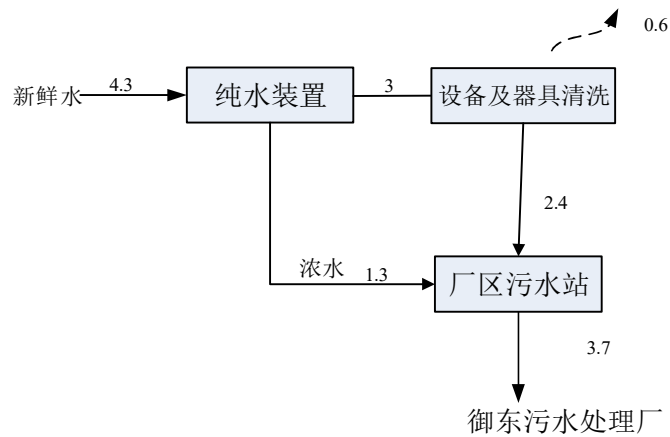 0.6
新鲜水
4.3
纯水装置
3
设备及器具清洗
2.4
浓水
1.3
厂区污水站
3.7
御东污水处理厂